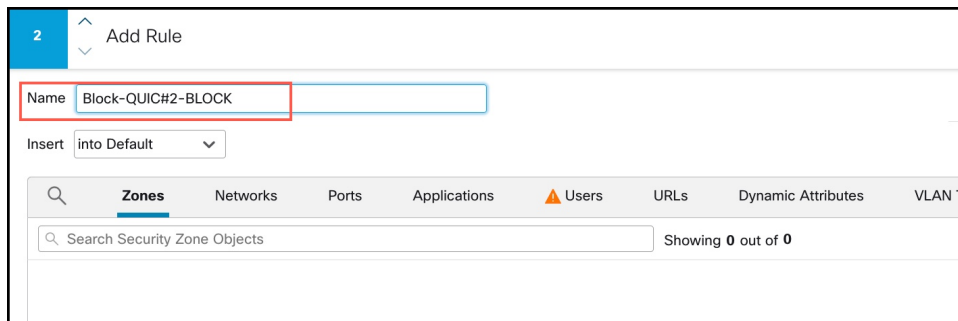 2 Add Rule
Name Block-QUIC#2-BLOCK
Insert into Default
Zones Networks Ports Applications Users URLs Dynamic Attributes VLAN
Search Security Zone Objects Showing 0 out of 0